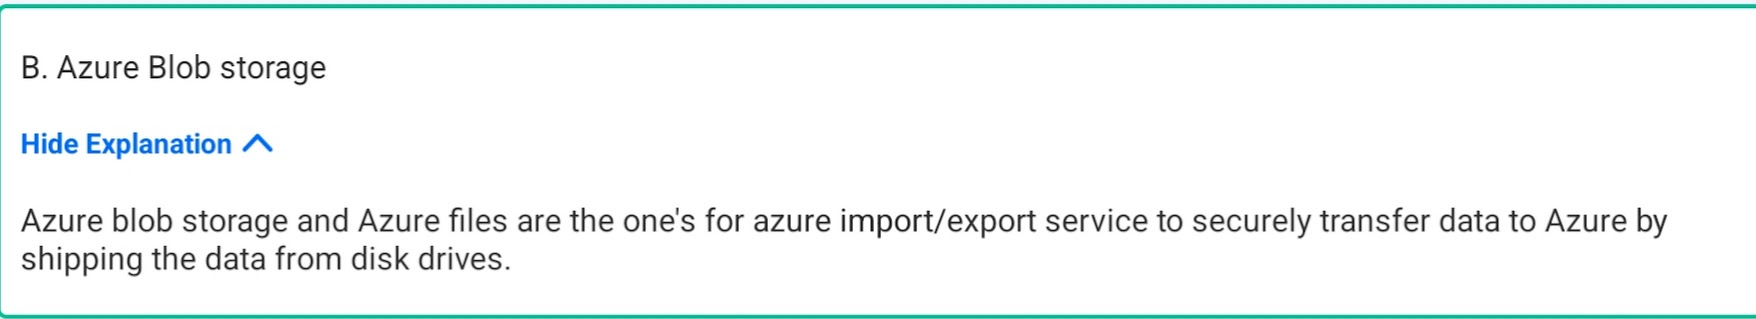 B. Azure Blob storage
Hide Explanation
Azure blob storage and Azure files are the one's for azure import/export service to securely transfer data to Azure by
shipping the data from disk drives.